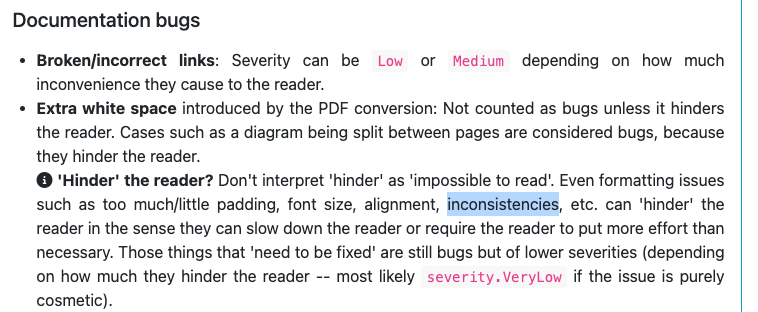 Documentation bugs
• Broken/incorrect links: Severity can be Low or Medium depending on how much
inconvenience they cause to the reader.
• Extra white space introduced by the PDF conversion: Not counted as bugs unless it hinders
the reader. Cases such as a diagram being split between pages are considered bugs, because
they hinder the reader.
'Hinder' the reader? Don't interpret 'hinder' as 'impossible to read'. Even formatting issues
such as too much/little padding, font size, alignment, inconsistencies, etc. can 'hinder' the
reader in the sense they can slow down the reader or require the reader to put more effort than
necessary. Those things that 'need to be fixed' are still bugs but of lower severities (depending
on how much they hinder the reader -- most likely severity.VeryLow if the issue is purely
cosmetic).